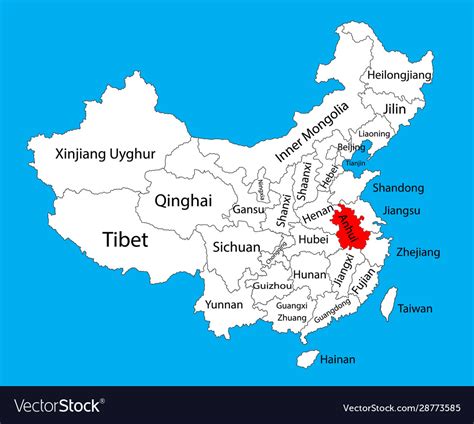 Heilongjiang
Jilin
Liaoning
Inner Mongolia
Beijing
Tianjin
Xinjiang Uyghur
Hebei
Shaanxi
Shanxi
Shandong
Qinghai
Gansu
Jiangsu
Henan
Anhui
Tibet
Sichuan
Chongqing
Hubei
Zhejiang
Hunan
Jiangxi
Guizhou
Fujian
Yunnan
Guangxi
Zhuang
Guangdong
Taiwan
Hainan
VectorStock®
VectorStock.com/28773585